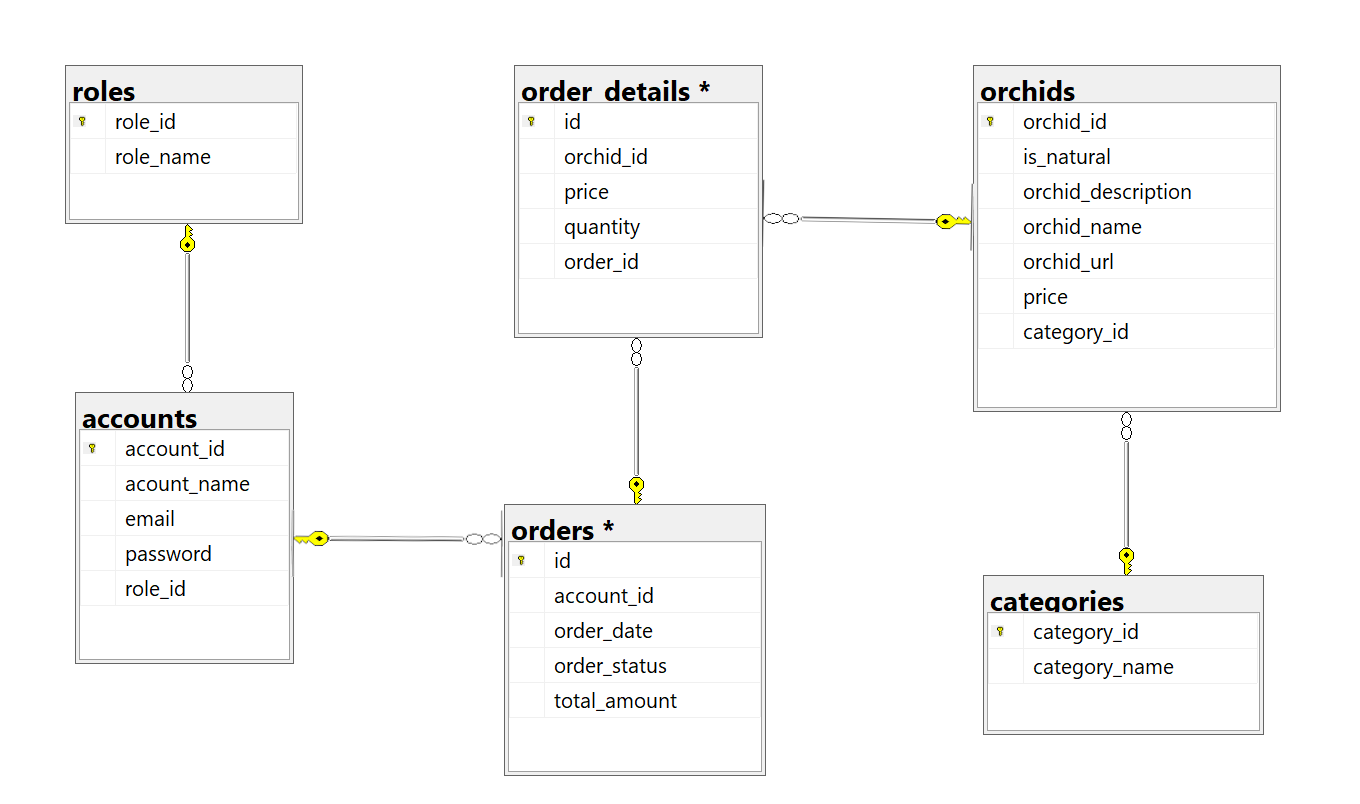 roles
role_id
role_name
order_details *
id
orchid_id
price
quantity
order_id
orchids
orchid_id
is_natural
orchid_description
orchid_name
orchid_url
price
category_id
accounts
account_id
acount_name
email
password
role_id
orders *
id
account_id
order_date
order_status
total_amount
categories
category_id
category_name